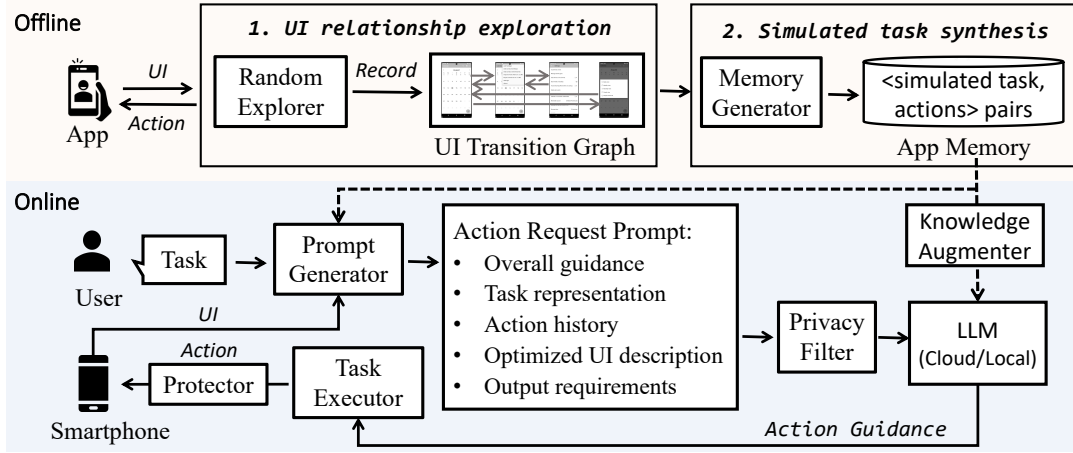 Offline
1. UI relationship exploration
2. Simulated task synthesis
UI
Action
App
Random
Explorer
Record
UI Transition Graph
Memory
Generator
<simulated task,
actions> pairs
App Memory
Online
User
Task
Prompt
Generator
Action Request Prompt:
• Overall guidance
• Task representation
• Action history
• Optimized UI description
• Output requirements
Knowledge
Augmenter
Privacy
Filter
LLM
(Cloud/Local)
UI
Action
Protector
Task
Executor
Smartphone
Action Guidance